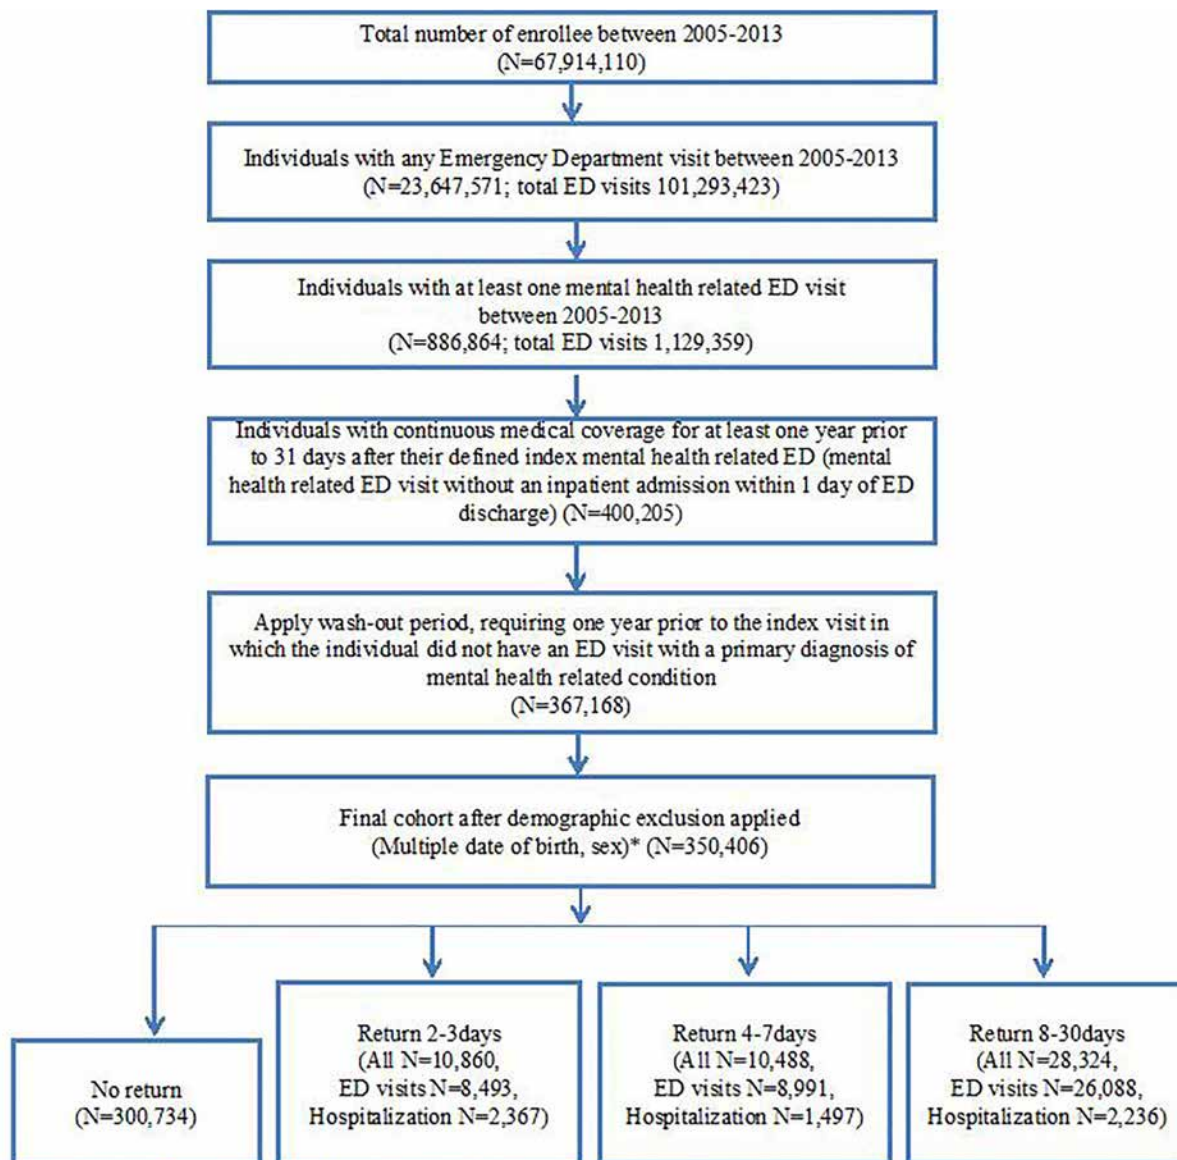 Total number of enrollee between 2005-2013
(N=67,914,110)
Individuals with any Emergency Department visit between 2005-2013
(N=23,647,571; total ED visits 101,293,423)
Individuals with at least one mental health related ED visit
between 2005-2013
(N=886,864; total ED visits 1,129,359)
Individuals with continuous medical coverage for at least one year prior
to 31 days after their defined index mental health related ED (mental
health related ED visit without an inpatient admission within 1 day of ED
discharge) (N=400,205)
Apply wash-out period, requiring one year prior to the index visit in
which the individual did not have an ED visit with a primary diagnosis of
mental health related condition
(N=367,168)
Final cohort after demographic exclusion applied
(Multiple date of birth, sex)* (N=350,406)
No return
(N=300,734)
Return 2-3days
(All N=10,860,
ED visits N=8,493,
Hospitalization N=2,367)
Return 4-7days
(All N=10,488,
ED visits N=8,991,
Hospitalization N=1,497)
Return 8-30days
(All N=28,324,
ED visits N=26,088,
Hospitalization N=2,236)